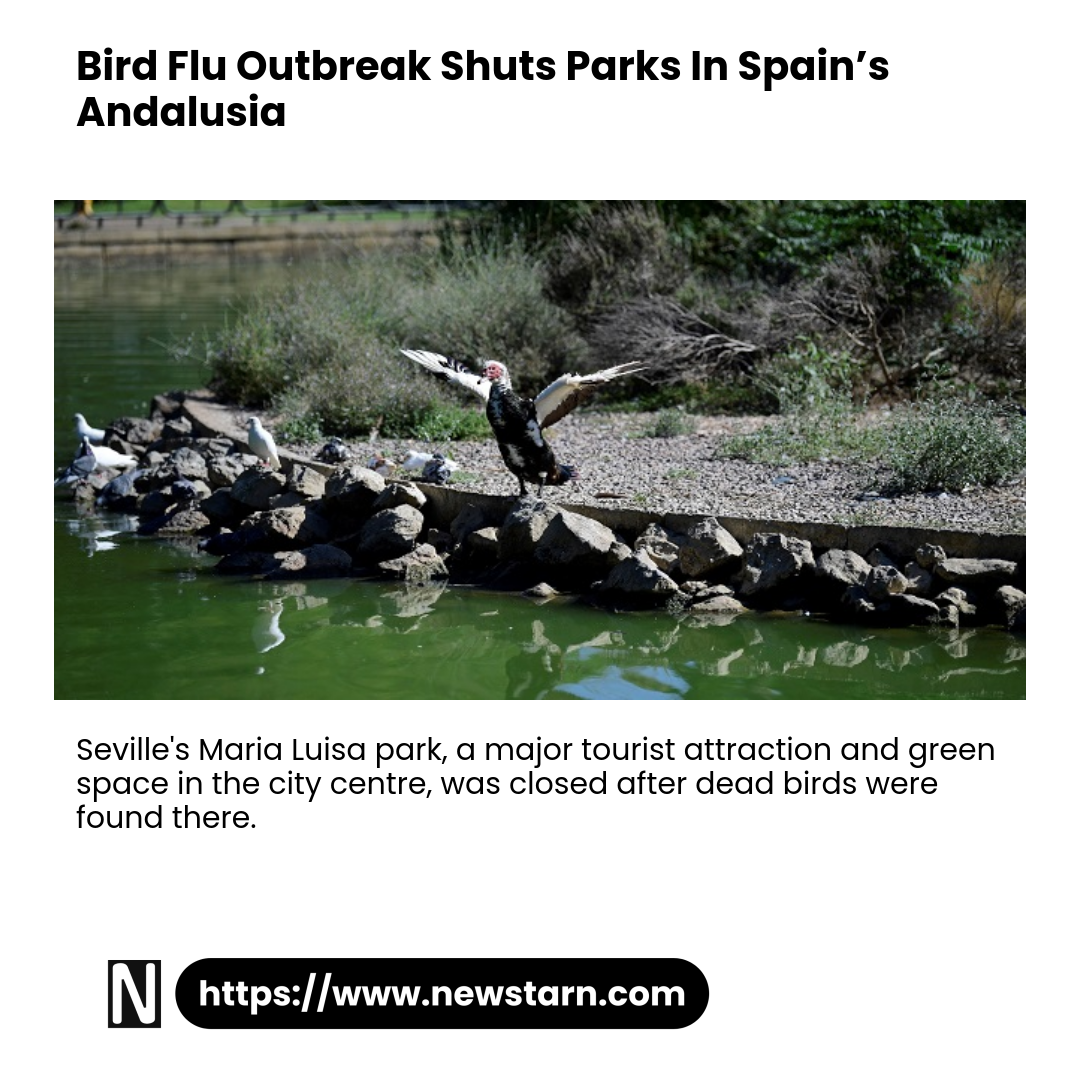 Bird Flu Outbreak Shuts Parks In Spain’s
Andalusia
Seville's Maria Luisa park, a major tourist attraction and green
space in the city centre, was closed after dead birds were
found there.
N https://www.newstarn.com